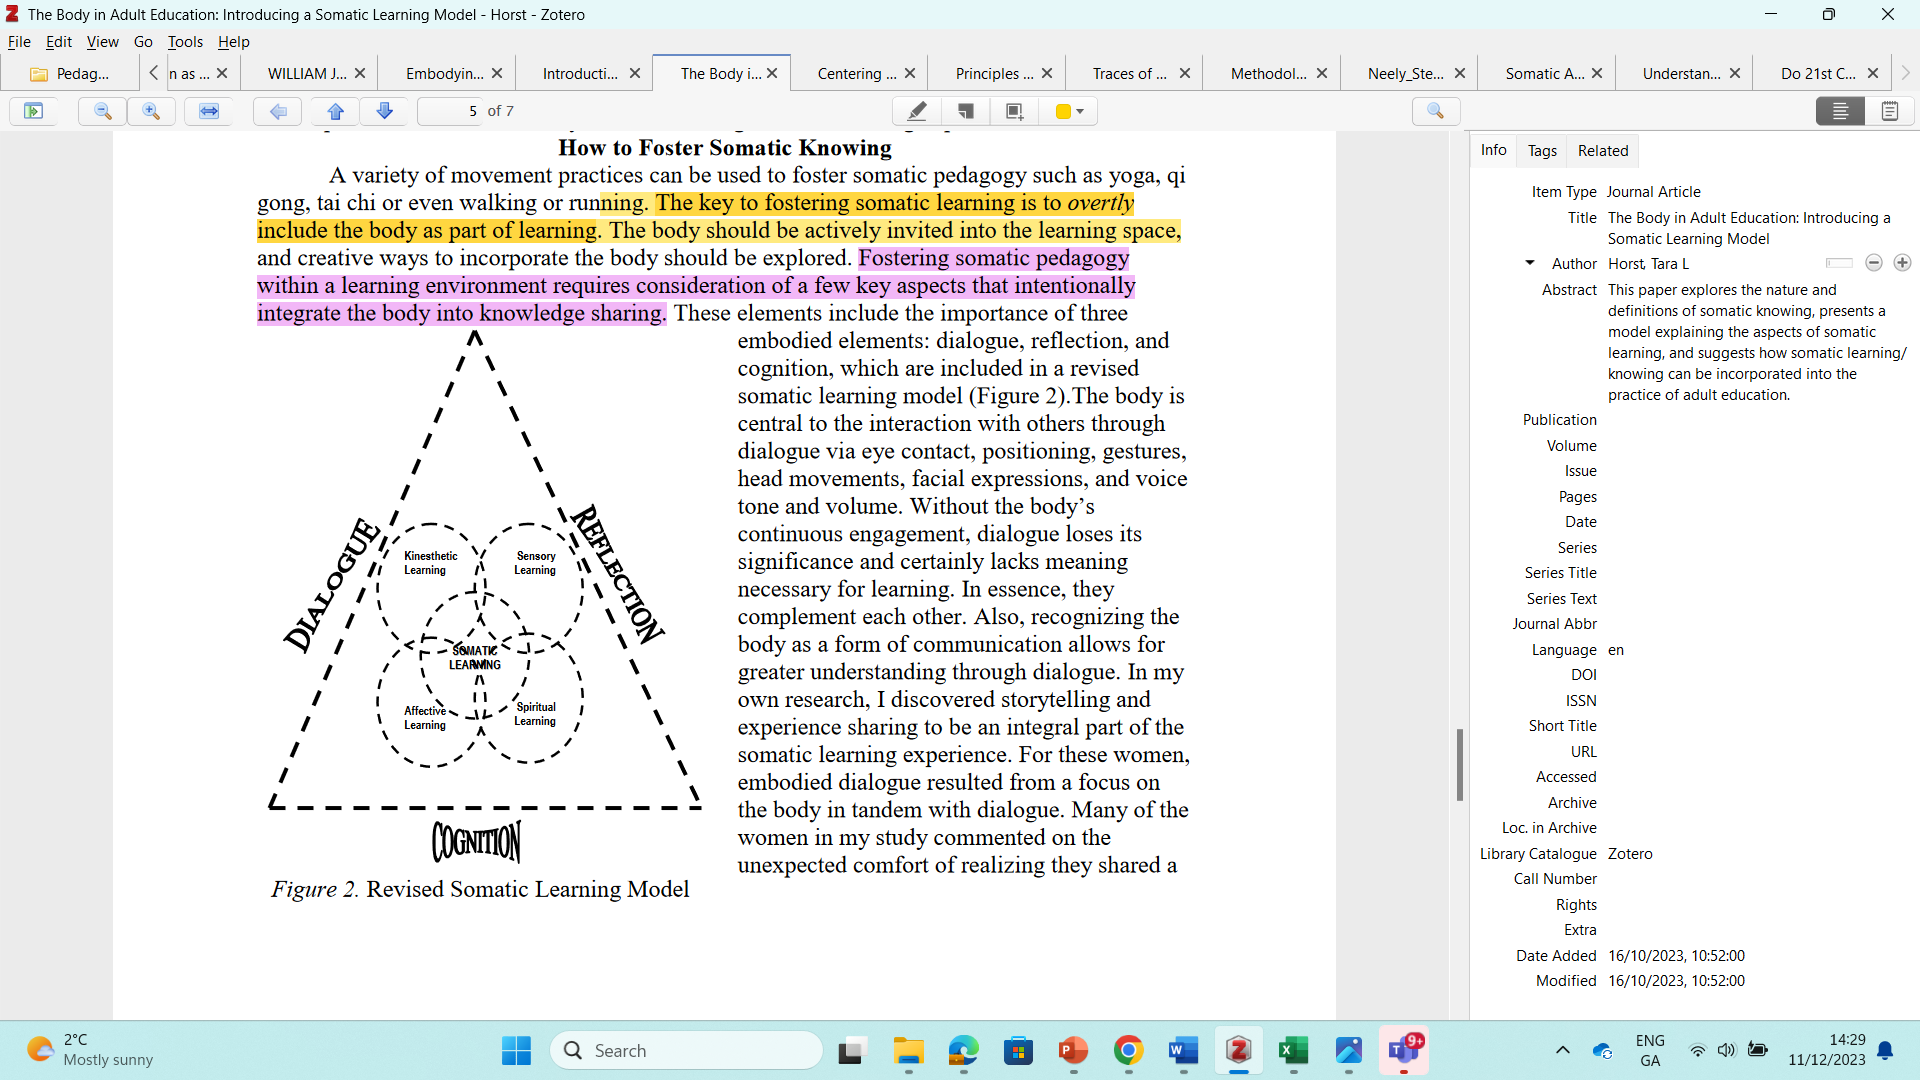 The Body in Adult Education: Introducing a Somatic Learning Model - Horst - Zotero
File Edit View Go Tools Help
Pedag...
n as ...
WILLIAM J...
Embodyin...
Introducti...
The Body i...
Centering ...
Principles ...
Traces of ...
Methodol...
Neely_Ste...
Somatic A...
Understan...
Do 21st C...
5 of 7
How to Foster Somatic Knowing
A variety of movement practices can be used to foster somatic pedagogy such as yoga, qi
gong, tai chi or even walking or running. The key to fostering somatic learning is to overtly
include the body as part of learning. The body should be actively invited into the learning space,
and creative ways to incorporate the body should be explored. Fostering somatic pedagogy
within a learning environment requires consideration of a few key aspects that intentionally
integrate the body into knowledge sharing. These elements include the importance of three
embodied elements: dialogue, reflection, and
cognition, which are included in a revised
somatic learning model (Figure 2).The body is
central to the interaction with others through
dialogue via eye contact, positioning, gestures,
head movements, facial expressions, and voice
tone and volume. Without the body’s
continuous engagement, dialogue loses its
significance and certainly lacks meaning
necessary for learning. In essence, they
complement each other. Also, recognizing the
body as a form of communication allows for
greater understanding through dialogue. In my
own research, I discovered storytelling and
experience sharing to be an integral part of the
somatic learning experience. For these women,
embodied dialogue resulted from a focus on
the body in tandem with dialogue. Many of the
women in my study commented on the
unexpected comfort of realizing they shared a
DIALOGUE
REFLECTION
Kinesthetic
Learning
Sensory
Learning
SOMATIC
LEARNING
Affective
Learning
Spiritual
Learning
COGNITION
Figure 2. Revised Somatic Learning Model
Info Tags Related
Item Type Journal Article
Title The Body in Adult Education: Introducing a
Somatic Learning Model
Author Horst, Tara L
Abstract This paper explores the nature and
definitions of somatic knowing, presents a
model explaining the aspects of somatic
learning, and suggests how somatic learning/
knowing can be incorporated into the
practice of adult education.
Publication
Volume
Issue
Pages
Date
Series
Series Title
Series Text
Journal Abbr
Language en
DOI
ISSN
Short Title
URL
Accessed
Archive
Loc. in Archive
Library Catalogue Zotero
Call Number
Rights
Extra
Date Added 16/10/2023, 10:52:00
Modified 16/10/2023, 10:52:00
2°C
Mostly sunny
Search
9+
ENG
GA
14:29
11/12/2023